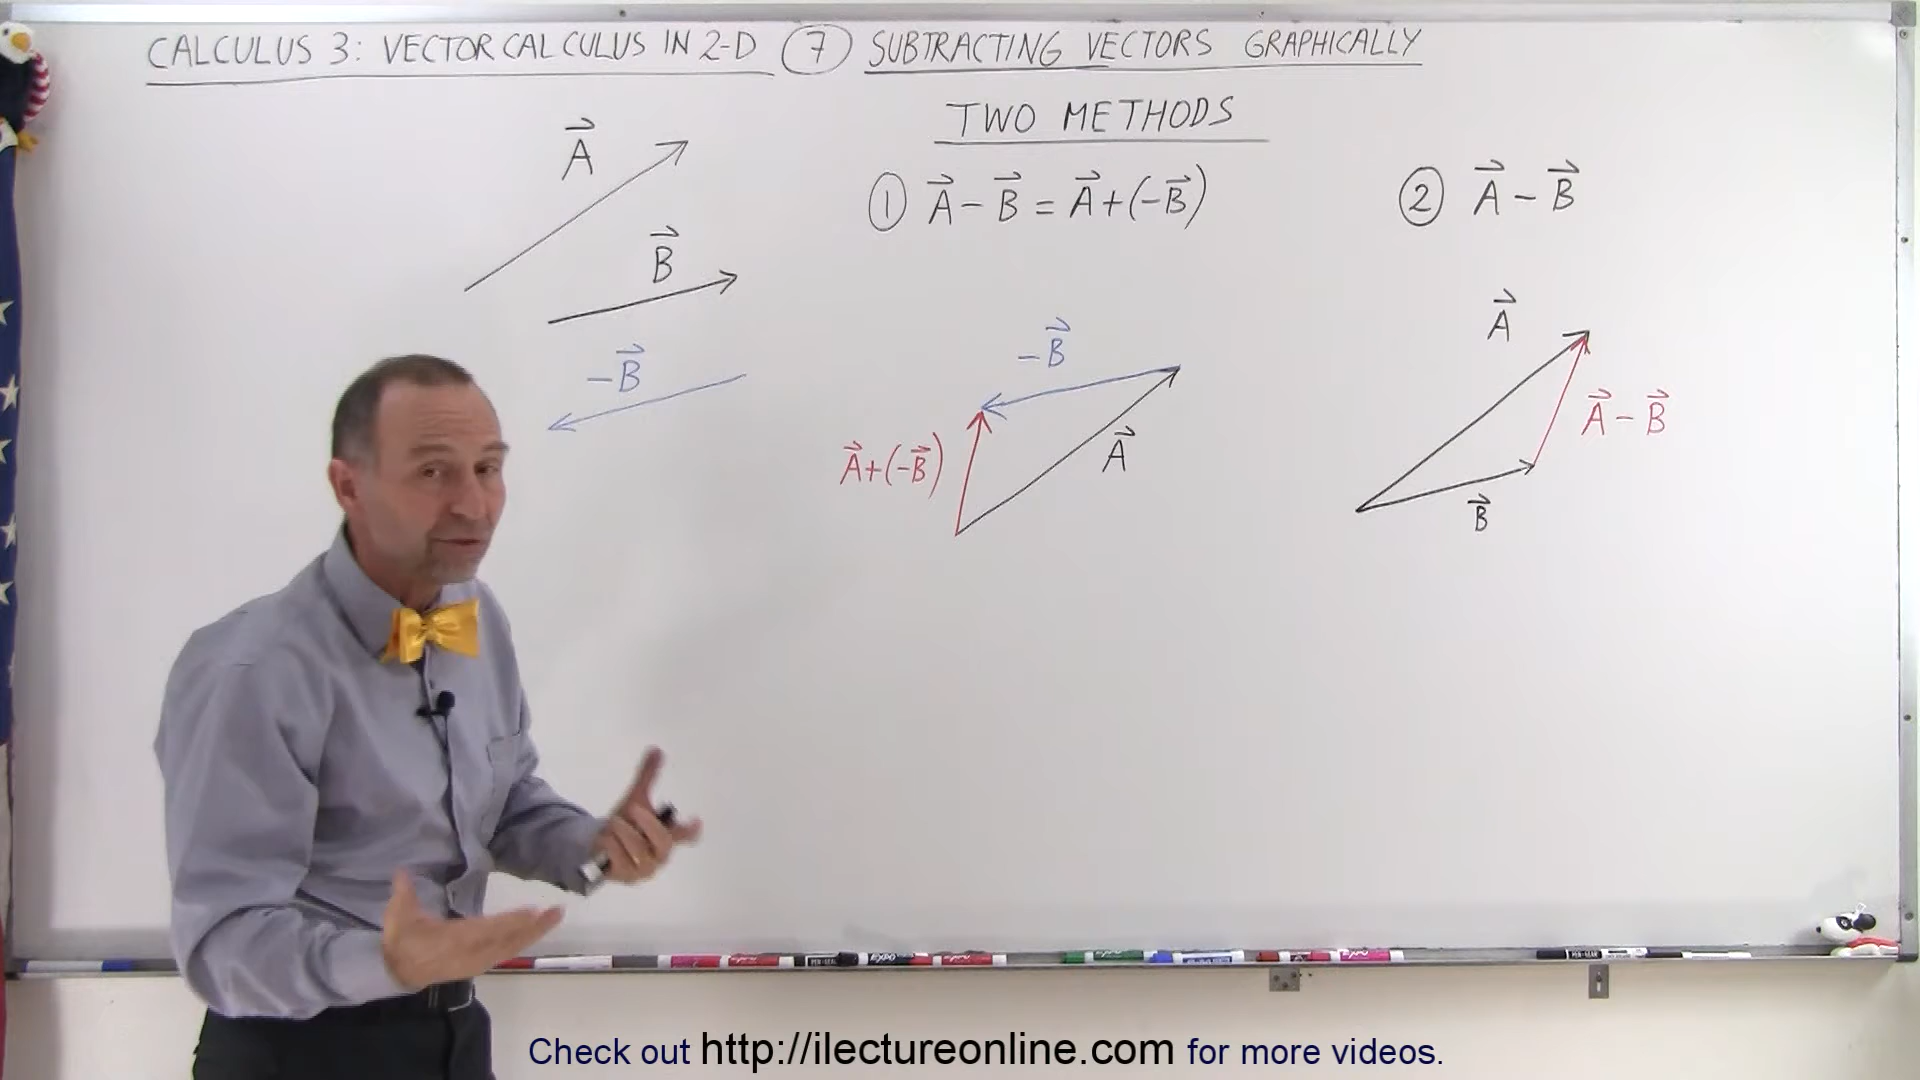 CALCULUS 3: VECTOR CALCULUS IN 2-D ⑦ SUBTRACTING VECTORS GRAPHICALLY
TWO METHODS
A⃗
B⃗
-B⃗
① A⃗ - B⃗ = A⃗ + (-B⃗)
-B⃗
A⃗
A⃗ + (-B⃗)
② A⃗ - B⃗
A⃗
A⃗ - B⃗
B⃗
Check out http://ilectureonline.com for more videos.